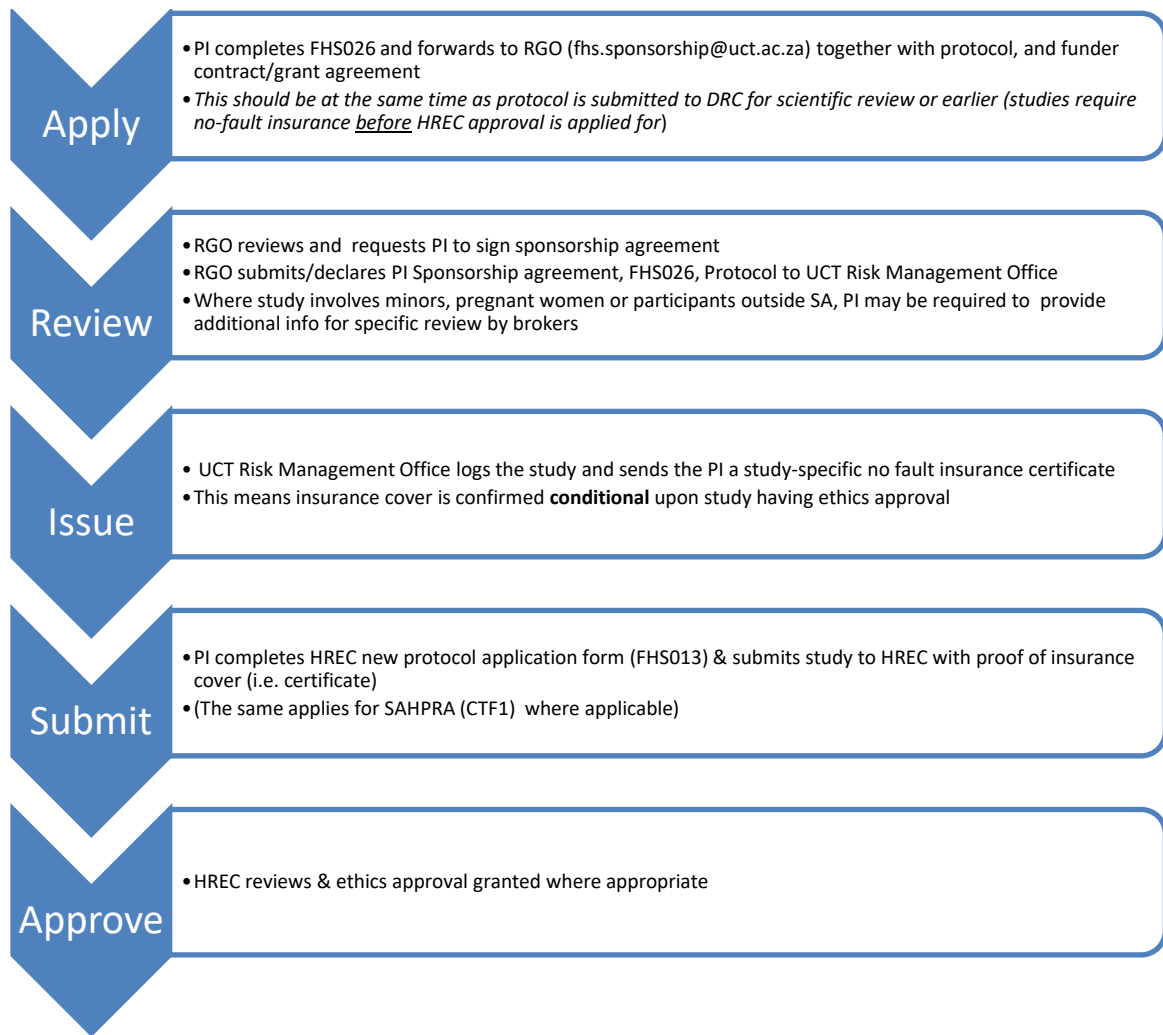 Apply
•PI completes FHS026 and forwards to RGO (fhs.sponsorship@uct.ac.za) together with protocol, and funder
contract/grant agreement
•This should be at the same time as protocol is submitted to DRC for scientific review or earlier (studies require
no-fault insurance before HREC approval is applied for)
Review
•RGO reviews and requests PI to sign sponsorship agreement
•RGO submits/declares PI Sponsorship agreement, FHS026, Protocol to UCT Risk Management Office
•Where study involves minors, pregnant women or participants outside SA, PI may be required to provide
additional info for specific review by brokers
Issue
• UCT Risk Management Office logs the study and sends the PI a study-specific no fault insurance certificate
•This means insurance cover is confirmed conditional upon study having ethics approval
Submit
•PI completes HREC new protocol application form (FHS013) & submits study to HREC with proof of insurance
cover (i.e. certificate)
•(The same applies for SAHPRA (CTF1) where applicable)
Approve
•HREC reviews & ethics approval granted where appropriate